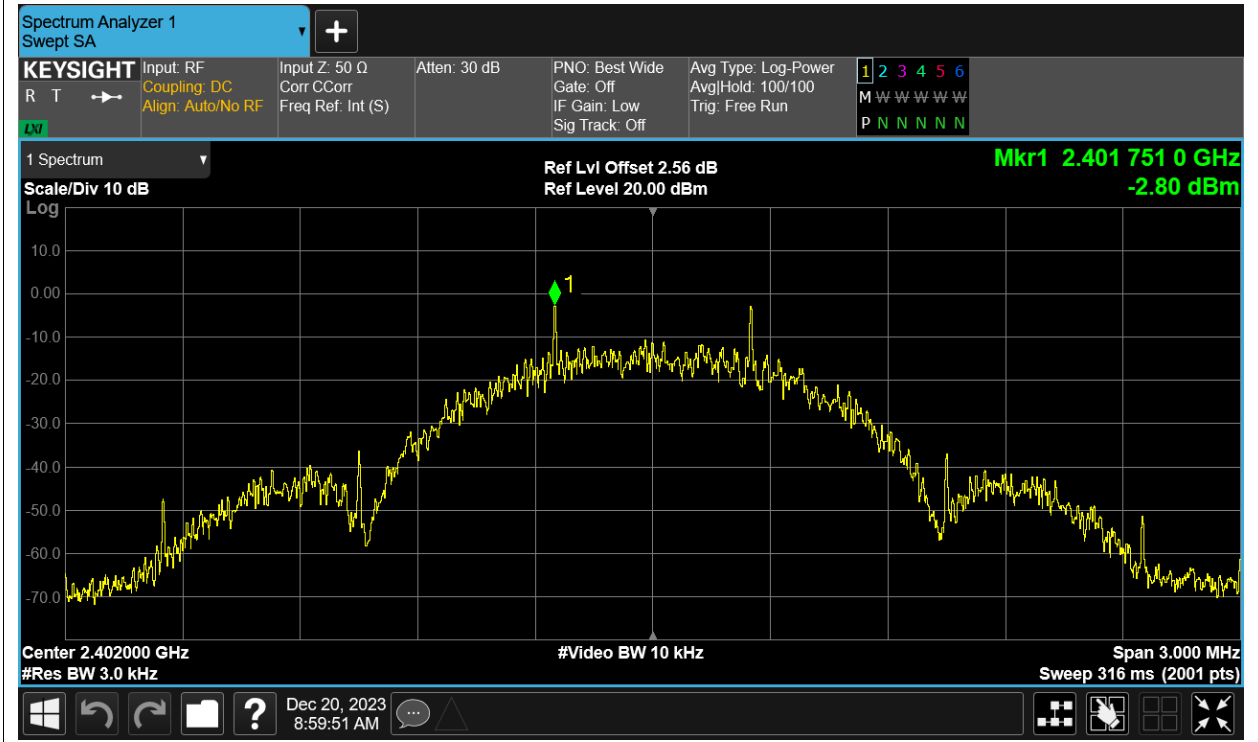 Spectrum Analyzer 1
Swept SA
KEYSIGHT
R T
LXI
Input: RF
Coupling: DC
Align: Auto/No RF
Input Z: 50 Ω
Corr CCorr
Freq Ref: Int (S)
Atten: 30 dB
PNO: Best Wide
Gate: Off
IF Gain: Low
Sig Track: Off
Avg Type: Log-Power
Avg|Hold: 100/100
Trig: Free Run
1 2 3 4 5 6
M W W W W W
P N N N N N
1 Spectrum
Scale/Div 10 dB
Log
Ref Lvl Offset 2.56 dB
Ref Level 20.00 dBm
Mkr1 2.401 751 0 GHz
-2.80 dBm
10.0
0.00
-10.0
-20.0
-30.0
-40.0
-50.0
-60.0
-70.0
1
Center 2.402000 GHz
#Res BW 3.0 kHz
#Video BW 10 kHz
Span 3.000 MHz
Sweep 316 ms (2001 pts)
?
Dec 20, 2023
8:59:51 AM